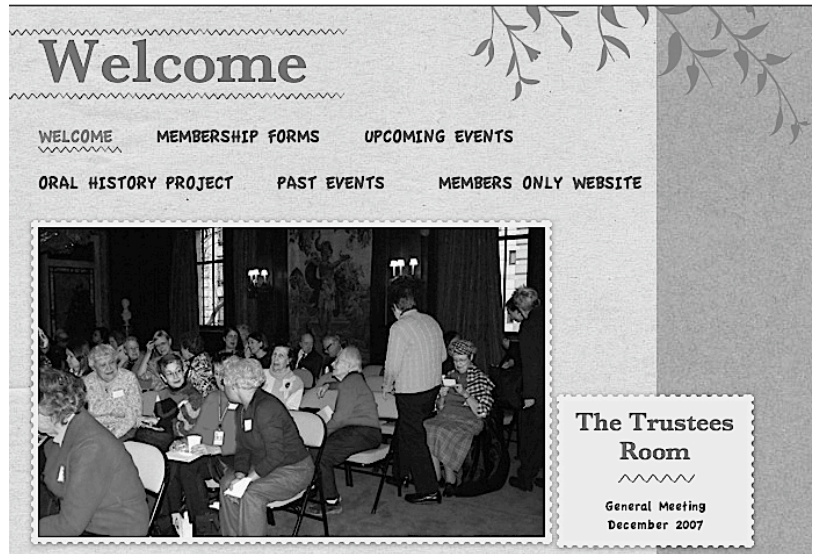 Welcome
WELCOME MEMBERSHIP FORMS UPCOMING EVENTS
ORAL HISTORY PROJECT PAST EVENTS MEMBERS ONLY WEBSITE
The Trustees
Room
General Meeting
December 2007